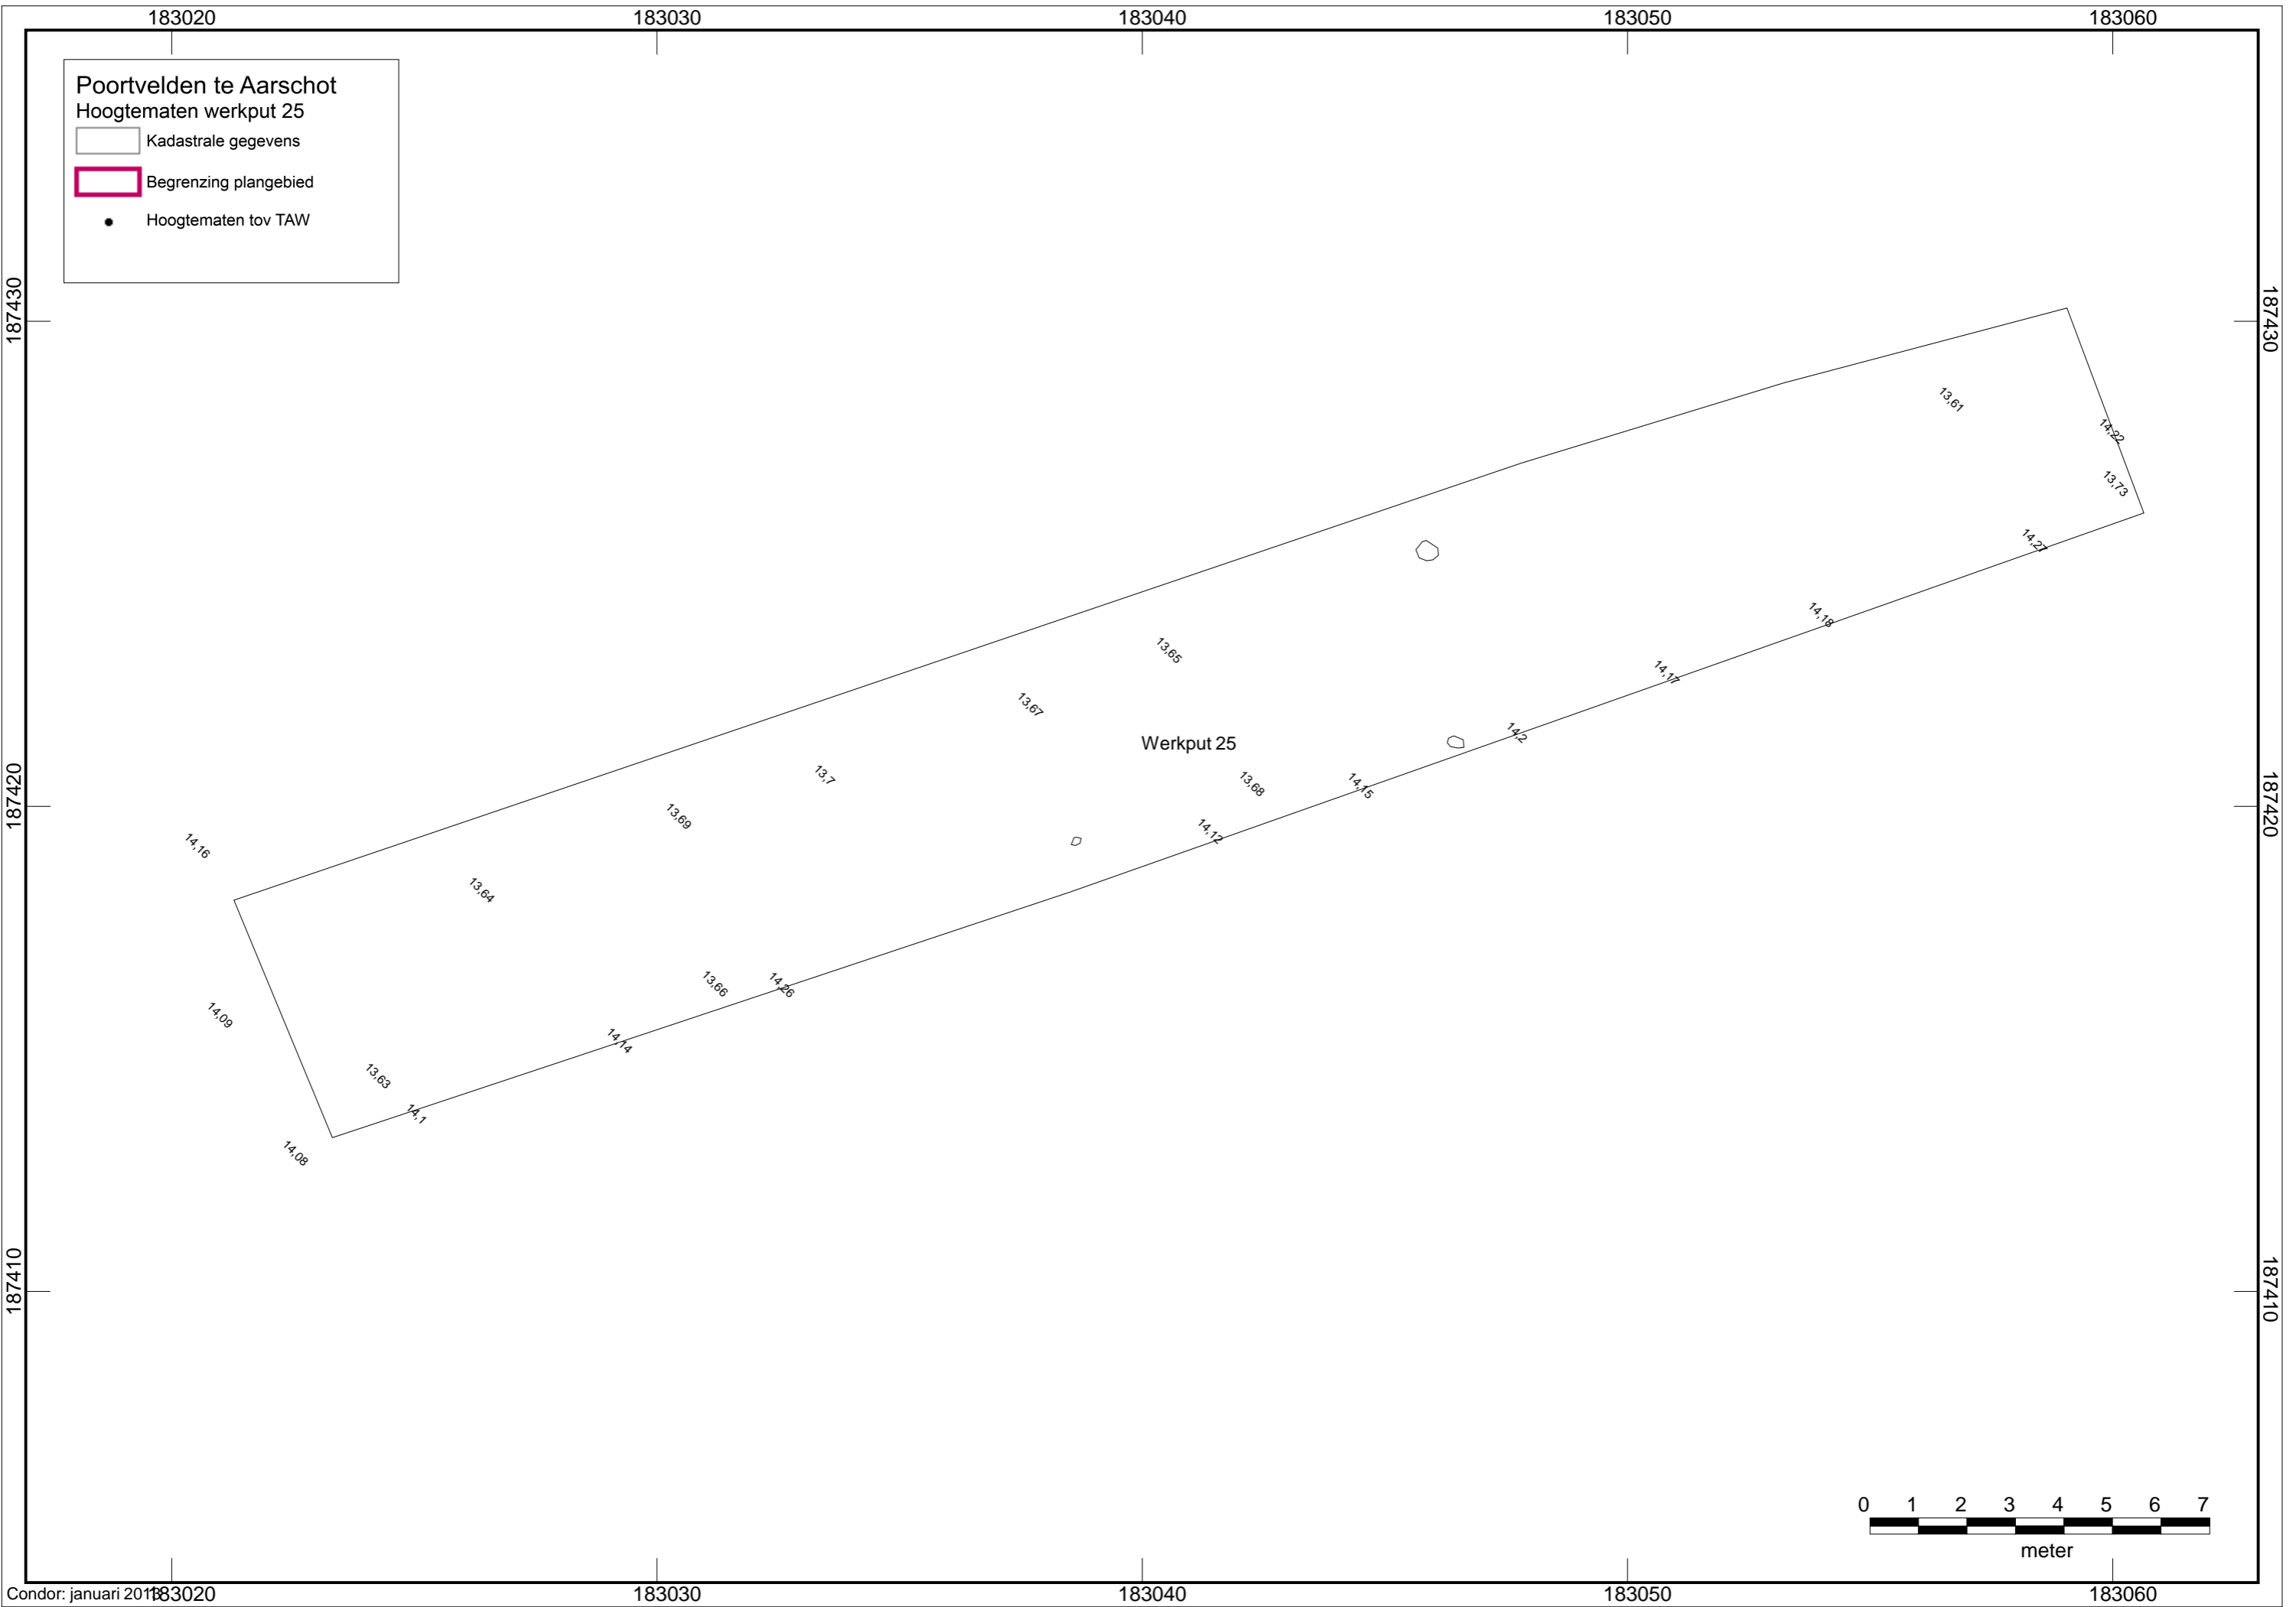 183020 183030 183040 183050 183060
Poortvelden te Aarschot
Hoogtematen werkput 25
Kadastrale gegevens
Begrenzing plangebied
Hoogtematen tov TAW
187430
187430
13,61
14,22
13,73
14,27
14,18
13,65
14,17
13,67
14,2
Werkput 25
13,7
13,68
14,15
187420
187420
13,69
14,12
14,16
13,64
13,66
14,26
14,09
14,14
13,63
14,1
14,08
187410
187410
0 1 2 3 4 5 6 7
meter
Condor: januari 2013
183020 183030 183040 183050 183060